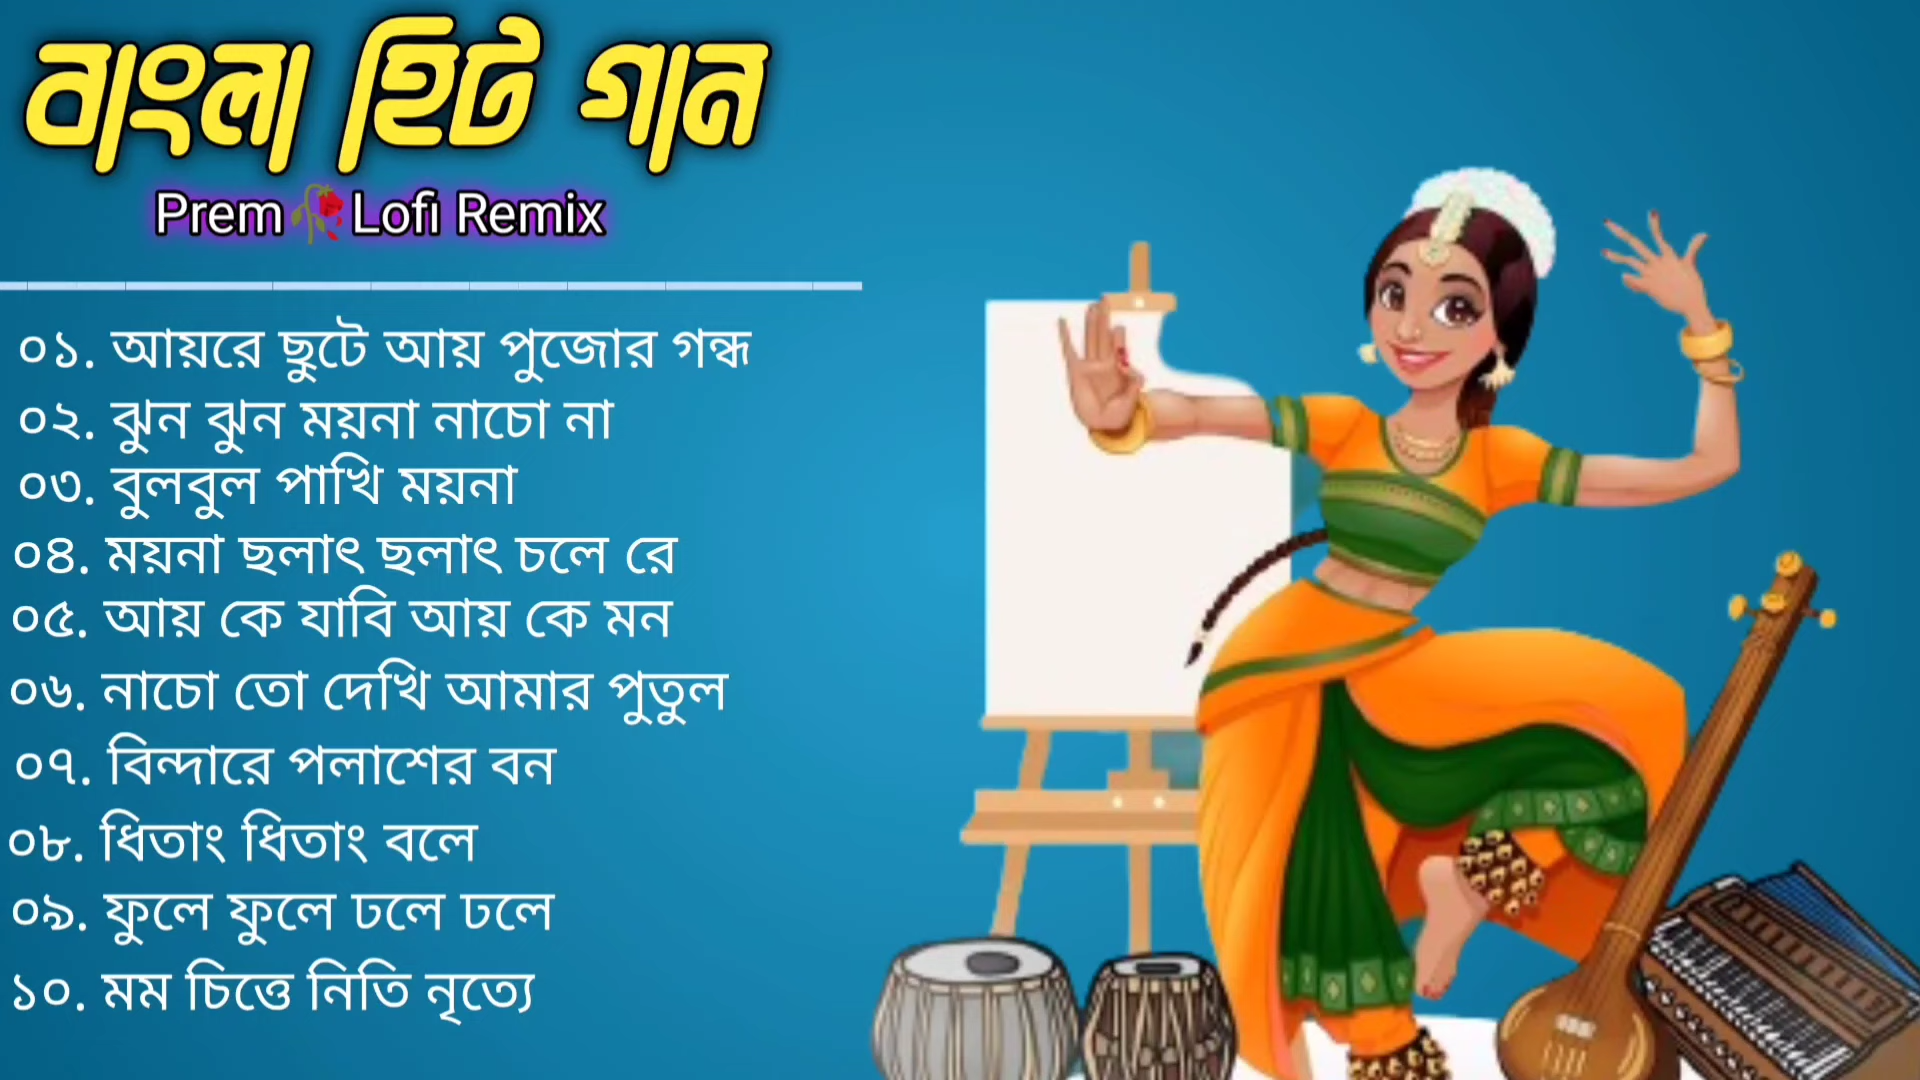 বাংলা হিট গান
Prem🥀Lofi Remix
০১. আয়রে ছুটে আয় পুজোর গন্ধ
০২. ঝুন ঝুন ময়না নাচো না
০৩. বুলবুল পাখি ময়না
০৪. ময়না ছলাৎ ছলাৎ চলে রে
০৫. আয় কে যাবি আয় কে মন
০৬. নাচো তো দেখি আমার পুতুল
০৭. বিন্দারে পলাশের বন
০৮. ধিতাং ধিতাং বলে
০৯. ফুলে ফুলে ঢলে ঢলে
১০. মম চিত্তে নিতি নৃত্যে